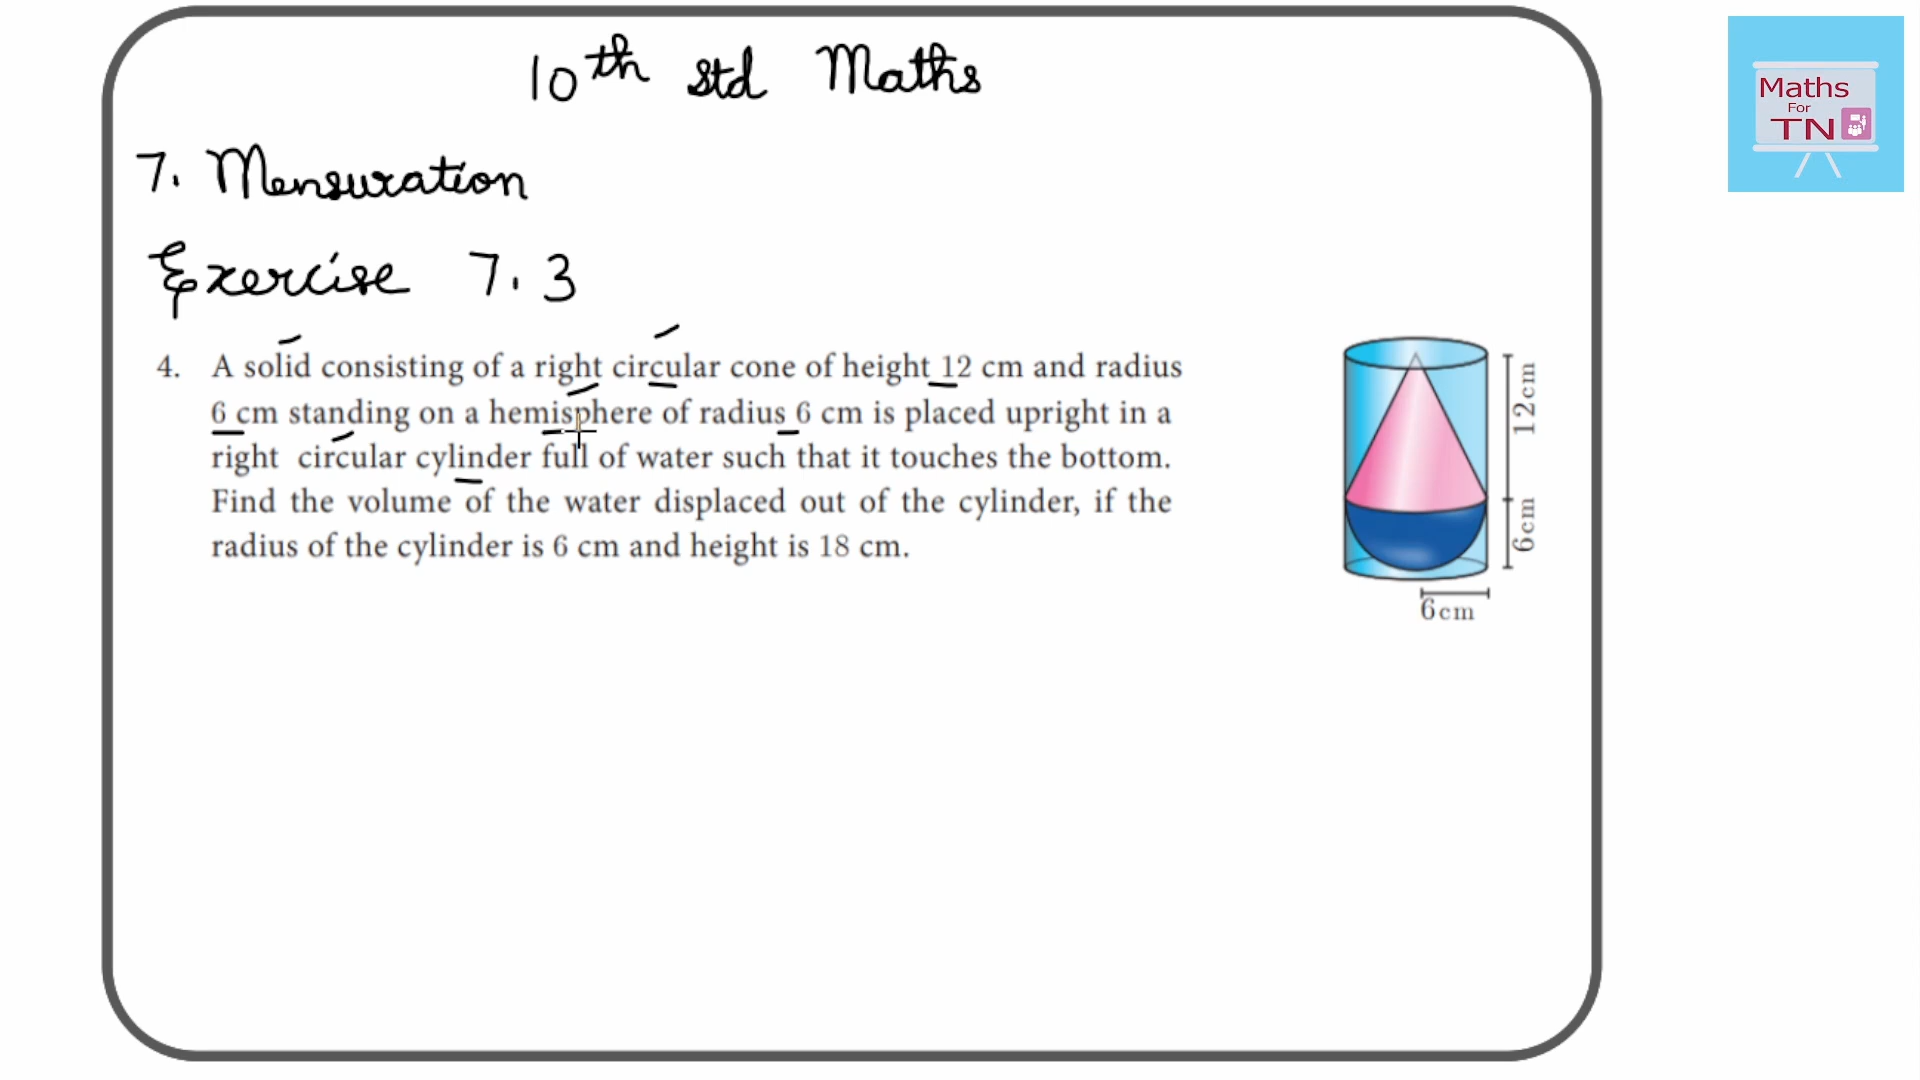 10th std Maths
Maths
For
TN
7. Mensuration
Exercise 7.3
4. A solid consisting of a right circular cone of height 12 cm and radius
6 cm standing on a hemisphere of radius 6 cm is placed upright in a
right circular cylinder full of water such that it touches the bottom.
Find the volume of the water displaced out of the cylinder, if the
radius of the cylinder is 6 cm and height is 18 cm.
12cm
6cm
6cm